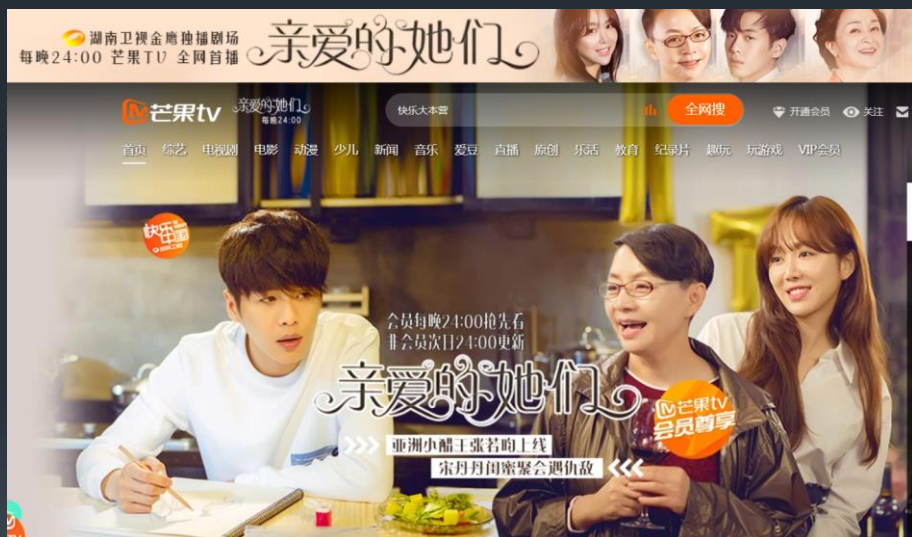 湖南卫视金鹰独播剧场
每晚24:00 芒果TV 全网首播
亲爱的她们
芒果tv
亲爱的她们
每晚24:00
快乐大本营
全网搜
开通会员
关注
首页 综艺 电视剧 电影 动漫 少儿 新闻 音乐 爱豆 直播 原创 乐活 教育 纪录片 趣玩 玩游戏 VIP会员
快乐中国
会员每晚24:00抢先看
非会员次日24:00更新
亲爱的她们
芒果tv
会员尊享
亚洲小醋王张若昀上线
宋丹丹闺蜜聚会遇仇敌